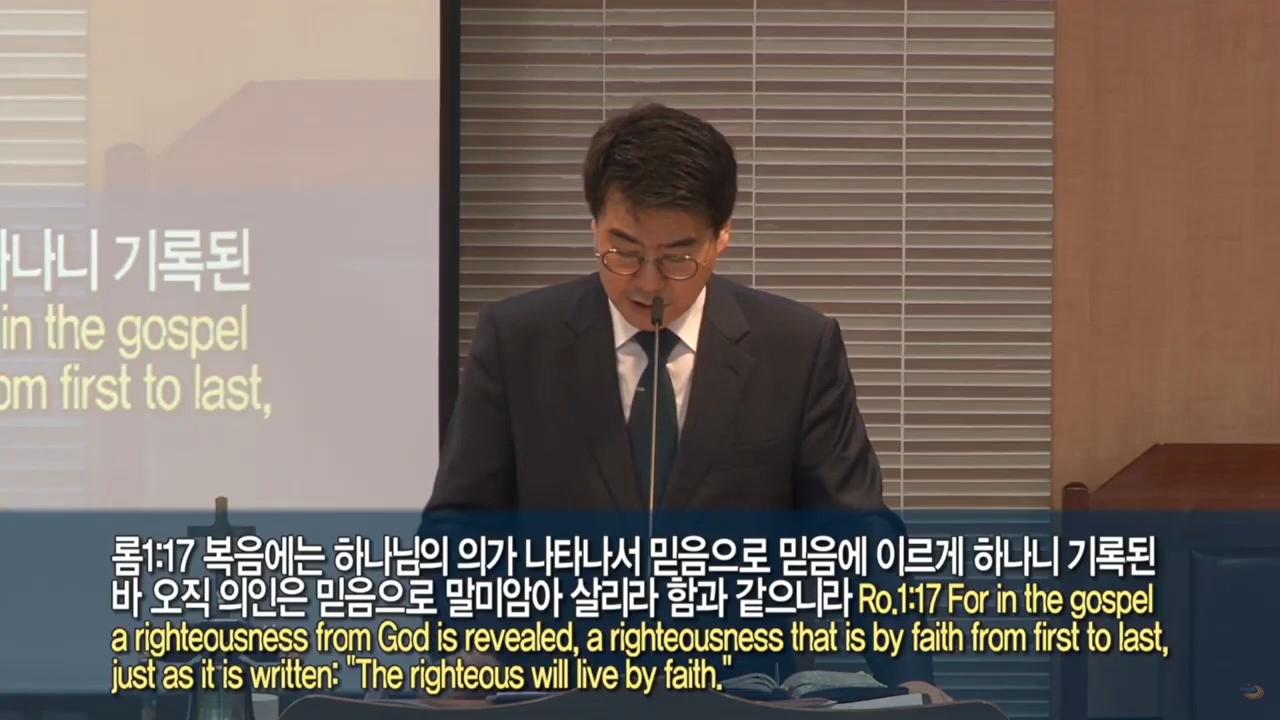 하나니 기록된
in the gospel
om first to last,
롬1:17 복음에는 하나님의 의가 나타나서 믿음으로 믿음에 이르게 하나니 기록된
바 오직 의인은 믿음으로 말미암아 살리라 함과 같으니라 Ro.1:17 For in the gospel
a righteousness from God is revealed, a righteousness that is by faith from first to last,
just as it is written: "The righteous will live by faith."